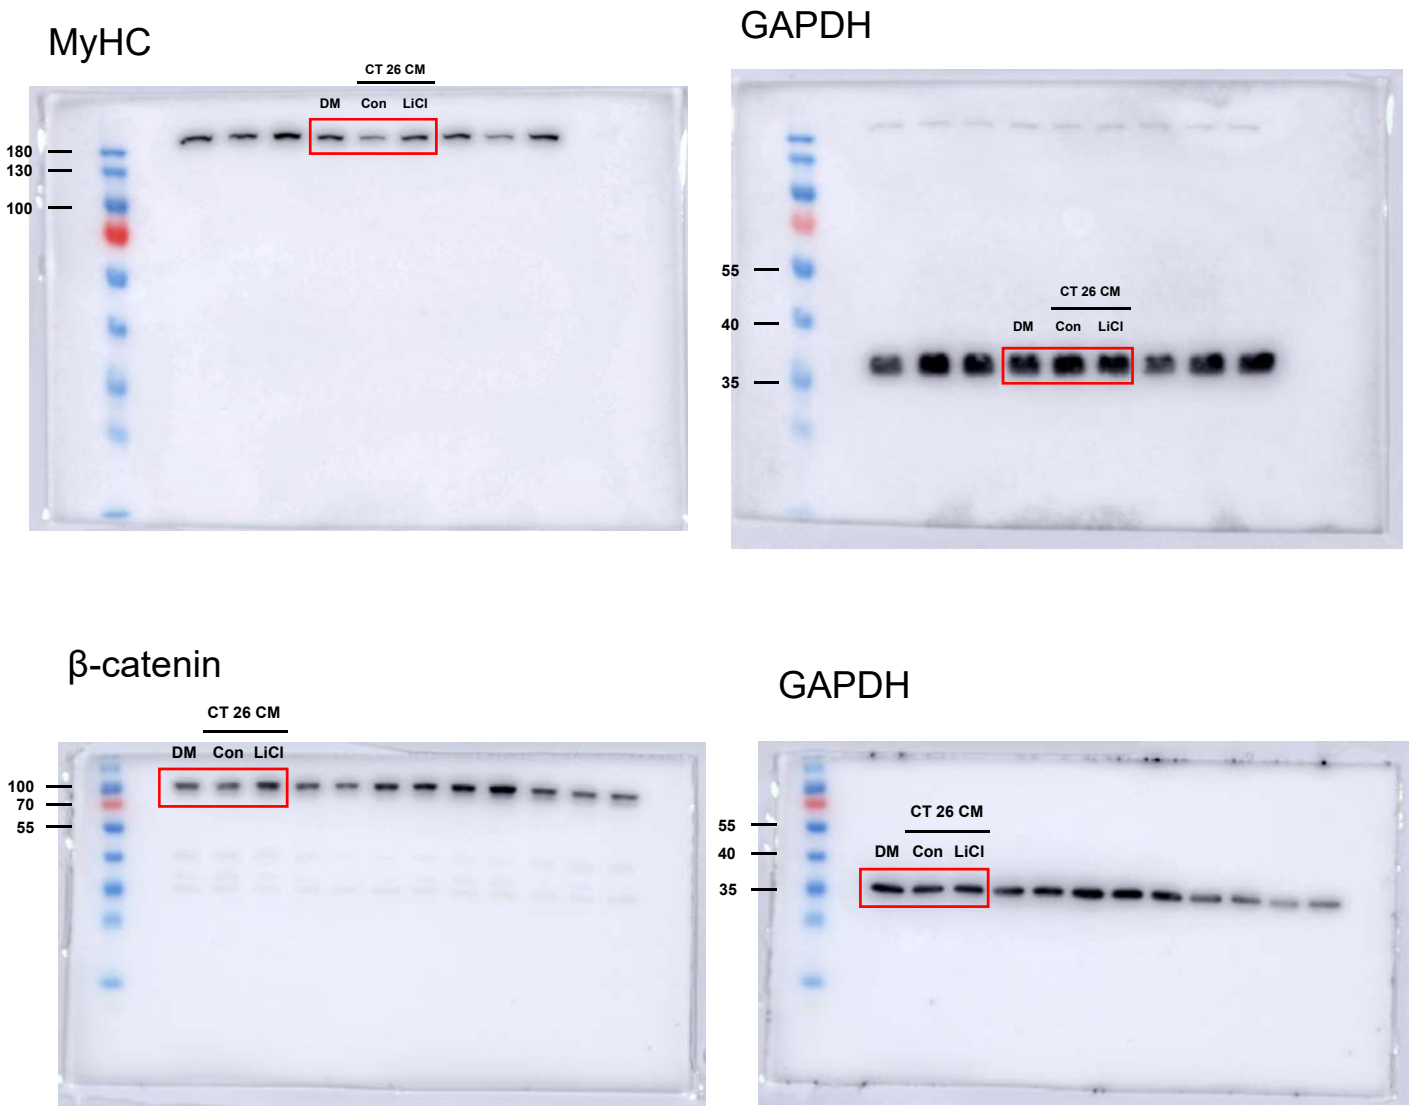 MyHC
CT 26 CM
DM Con LiCl
180
130
100
GAPDH
55
CT 26 CM
40
DM Con LiCl
35
β-catenin
CT 26 CM
DM Con LiCl
100
70
55
GAPDH
CT 26 CM
55
40
DM Con LiCl
35